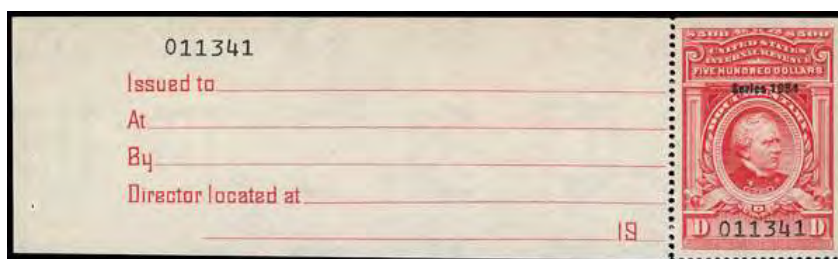 011341
Issued to
At
By
Director located at
19
$500 $500
UNITED STATES
INTERNAL REVENUE
FIVE HUNDRED DOLLARS
Series 1954
D 011341 D